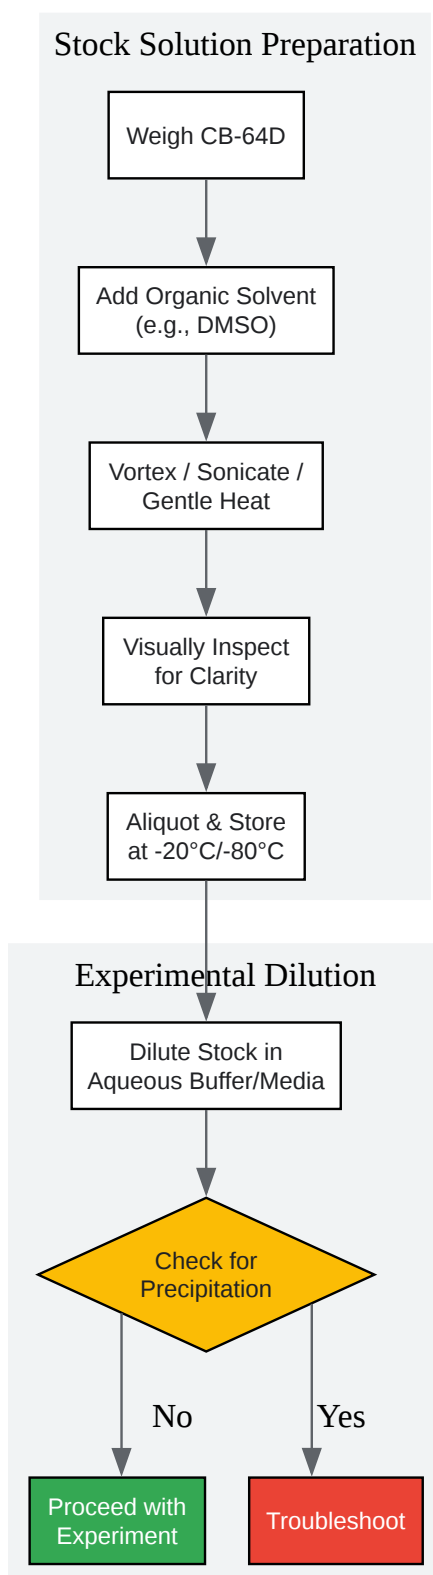 Stock Solution Preparation
Weigh CB-64D
Add Organic Solvent
(e.g., DMSO)
Vortex / Sonicate /
Gentle Heat
Visually Inspect
for Clarity
Aliquot & Store
at -20°C/-80°C
Experimental Dilution
Dilute Stock in
Aqueous Buffer/Media
Check for
Precipitation
No
Yes
Proceed with
Experiment
Troubleshoot